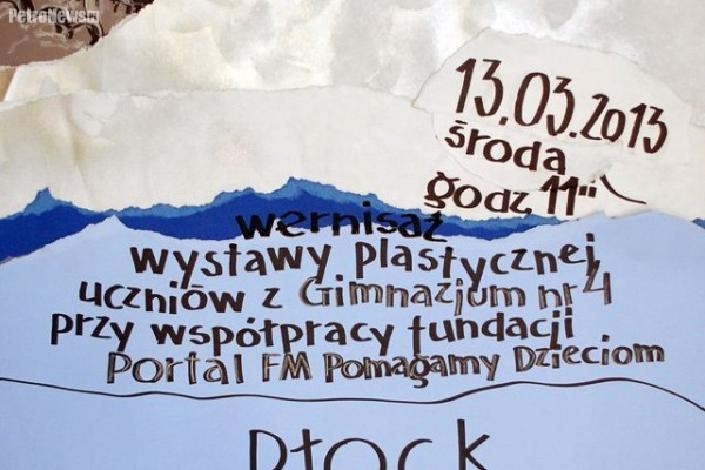 PetroNews.pl
13.03.2013
środa
godz. 11"
wernisaż
wystawy plastycznej
uczniów z Gimnazjum nr 4
przy współpracy fundacji
Portal FM Pomagamy Dzieciom
Płock